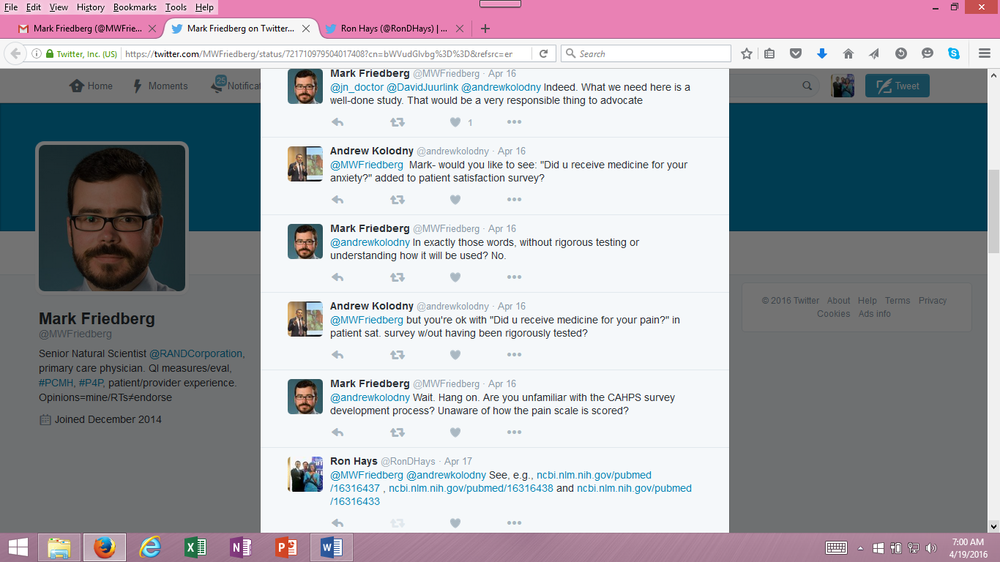 File Edit View History Bookmarks Tools Help
Mark Friedberg (@MWFrie...
Mark Friedberg on Twitter...
Ron Hays (@RonDHays) | ...
Twitter, Inc. (US)
https://twitter.com/MWFriedberg/status/721710979504017408?cn=bWVudGlvbg%3D%3D&refsrc=er
Search
Home
Moments
25
Notificat
Tweet
Mark Friedberg
@MWFriedberg
Senior Natural Scientist @RANDCorporation,
primary care physician. QI measures/eval,
#PCMH, #P4P, patient/provider experience.
Opinions=mine/RTs≠endorse
Joined December 2014
Mark Friedberg @MWFriedberg · Apr 16
@jn_doctor @DavidJuurlink @andrewkolodny Indeed. What we need here is a
well-done study. That would be a very responsible thing to advocate
1
Andrew Kolodny @andrewkolodny · Apr 16
@MWFriedberg Mark- would you like to see: "Did u receive medicine for your
anxiety?" added to patient satisfaction survey?
Mark Friedberg @MWFriedberg · Apr 16
@andrewkolodny In exactly those words, without rigorous testing or
understanding how it will be used? No.
Andrew Kolodny @andrewkolodny · Apr 16
@MWFriedberg but you're ok with "Did u receive medicine for your pain?" in
patient sat. survey w/out having been rigorously tested?
Mark Friedberg @MWFriedberg · Apr 16
@andrewkolodny Wait. Hang on. Are you unfamiliar with the CAHPS survey
development process? Unaware of how the pain scale is scored?
Ron Hays @RonDHays · Apr 17
@MWFriedberg @andrewkolodny See, e.g., ncbi.nlm.nih.gov/pubmed
/16316437 , ncbi.nlm.nih.gov/pubmed/16316438 and ncbi.nlm.nih.gov/pubmed
/16316433
© 2016 Twitter About Help Terms Privacy
Cookies Ads info
7:00 AM
4/19/2016